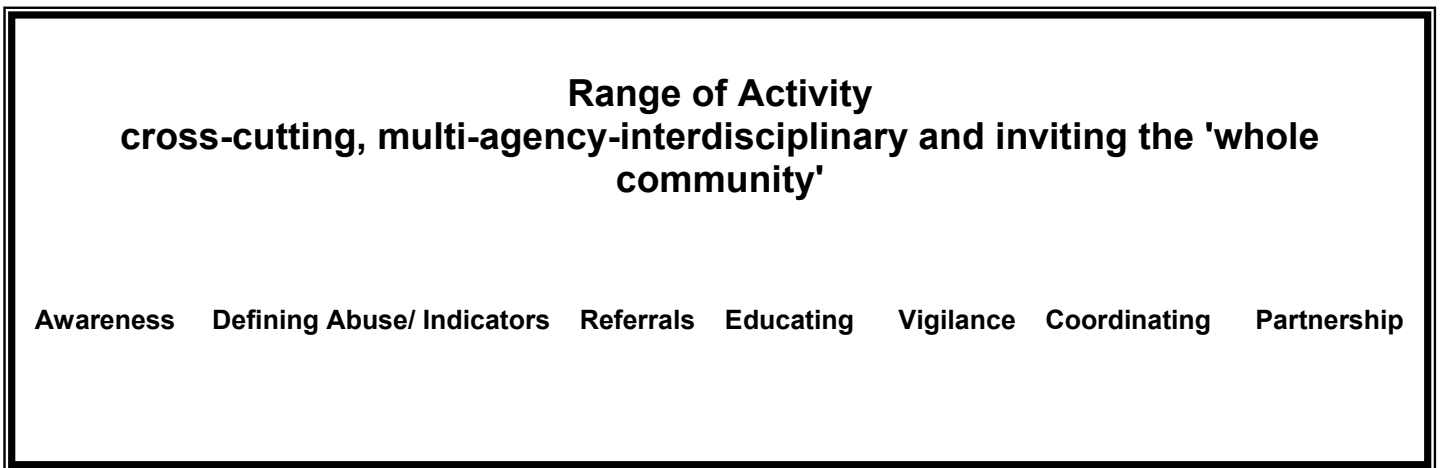 Range of Activity
cross-cutting, multi-agency-interdisciplinary and inviting the 'whole
community'
Awareness Defining Abuse/ Indicators Referrals Educating Vigilance Coordinating Partnership